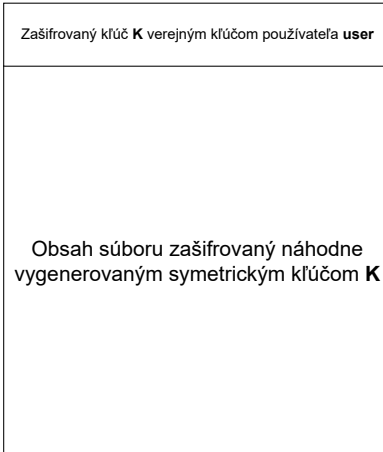 Zašifrovaný kľúč K verejným kľúčom používateľa user
Obsah súboru zašifrovaný náhodne
vygenerovaným symetrickým kľúčom K